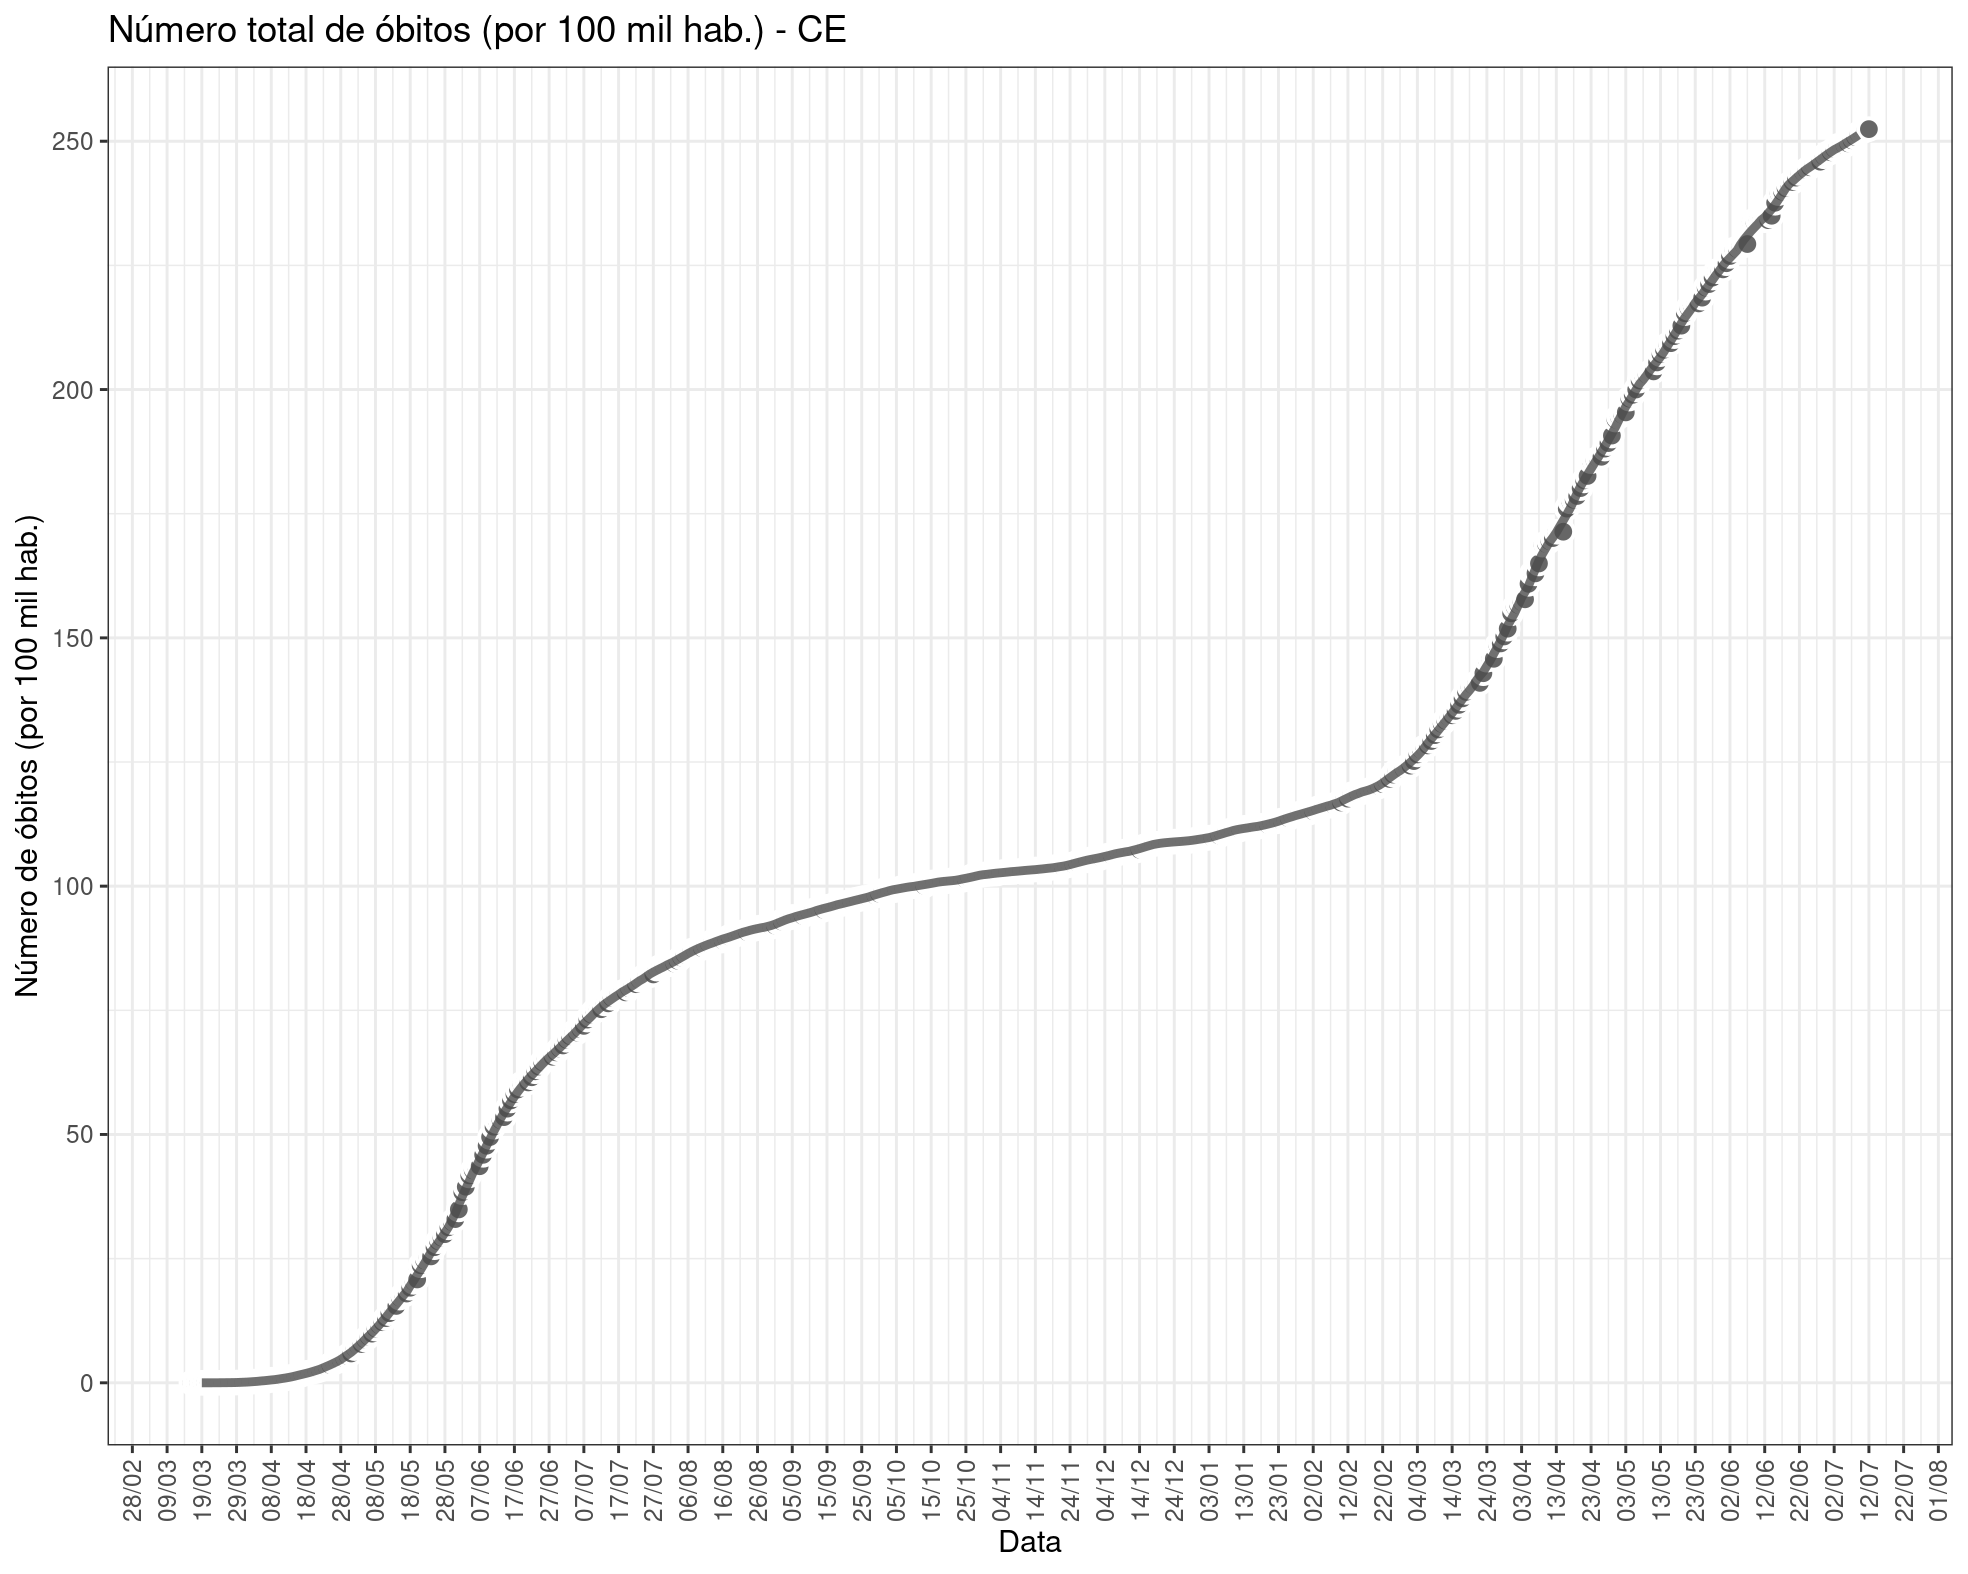 Número total de óbitos (por 100 mil hab.) - CE
Número de óbitos (por 100 mil hab.)
250
200
150
100
50
0
28/02 09/03 19/03 29/03 08/04 18/04 28/04 08/05 18/05 28/05 07/06 17/06 27/06 07/07 17/07 27/07 06/08 16/08 26/08 05/09 15/09 25/09 05/10 15/10 25/10 04/11 14/11 24/11 04/12 14/12 24/12 03/01 13/01 23/01 02/02 12/02 22/02 04/03 14/03 24/03 03/04 13/04 23/04 03/05 13/05 23/05 02/06 12/06 22/06 02/07 12/07 22/07 01/08
Data